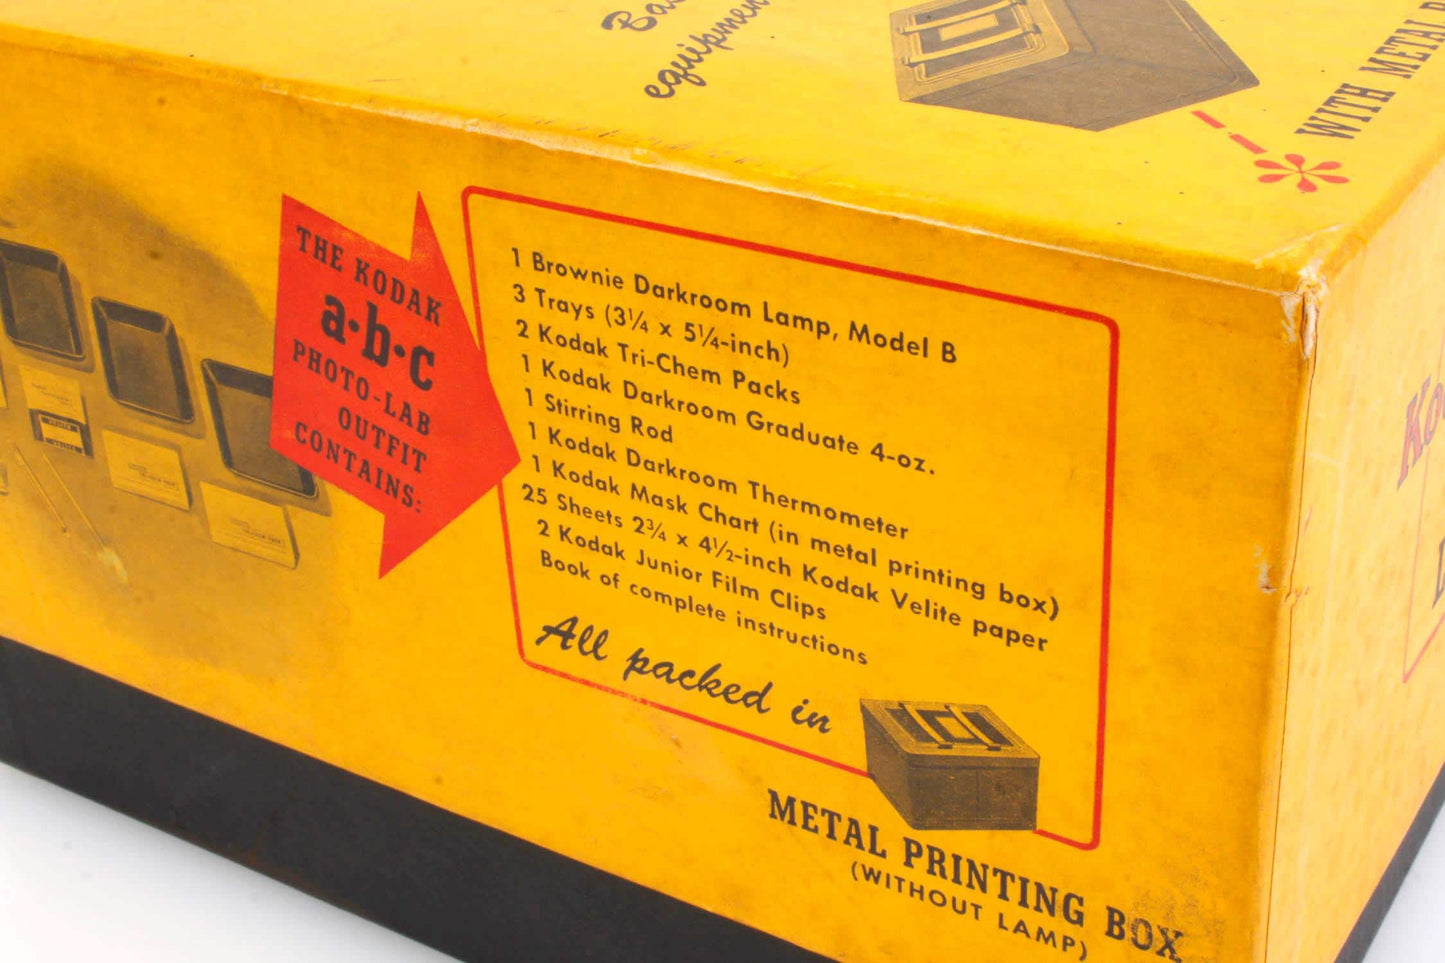 equipment
WITH METAL
THE KODAK
a·b·c
PHOTO-LAB
OUTFIT
CONTAINS:
1 Brownie Darkroom Lamp, Model B
3 Trays (3¼ x 5¼-inch)
2 Kodak Tri-Chem Packs
1 Kodak Darkroom Graduate 4-oz.
1 Stirring Rod
1 Kodak Darkroom Thermometer
1 Kodak Mask Chart (in metal printing box)
25 Sheets 2¾ x 4½-inch Kodak Velite paper
2 Kodak Junior Film Clips
Book of complete instructions
All packed in
METAL PRINTING BOX
(WITHOUT LAMP)